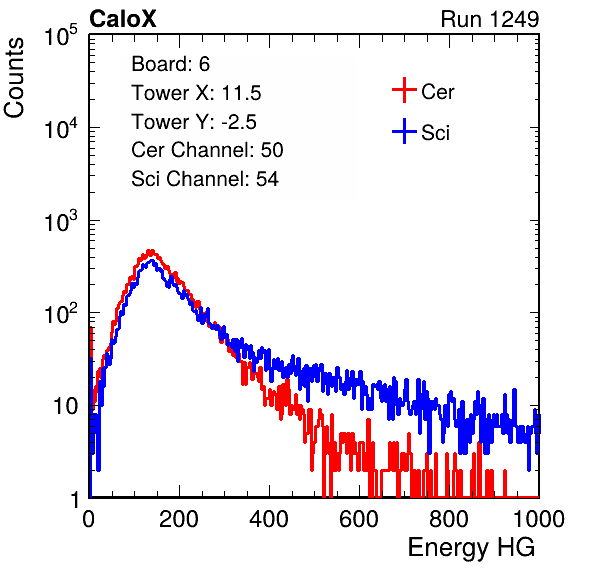 CaloX Run 1249
Counts
10^5
10^4
10^3
10^2
10
1
Board: 6
Tower X: 11.5
Tower Y: -2.5
Cer Channel: 50
Sci Channel: 54
Cer
Sci
0 200 400 600 800 1000
Energy HG